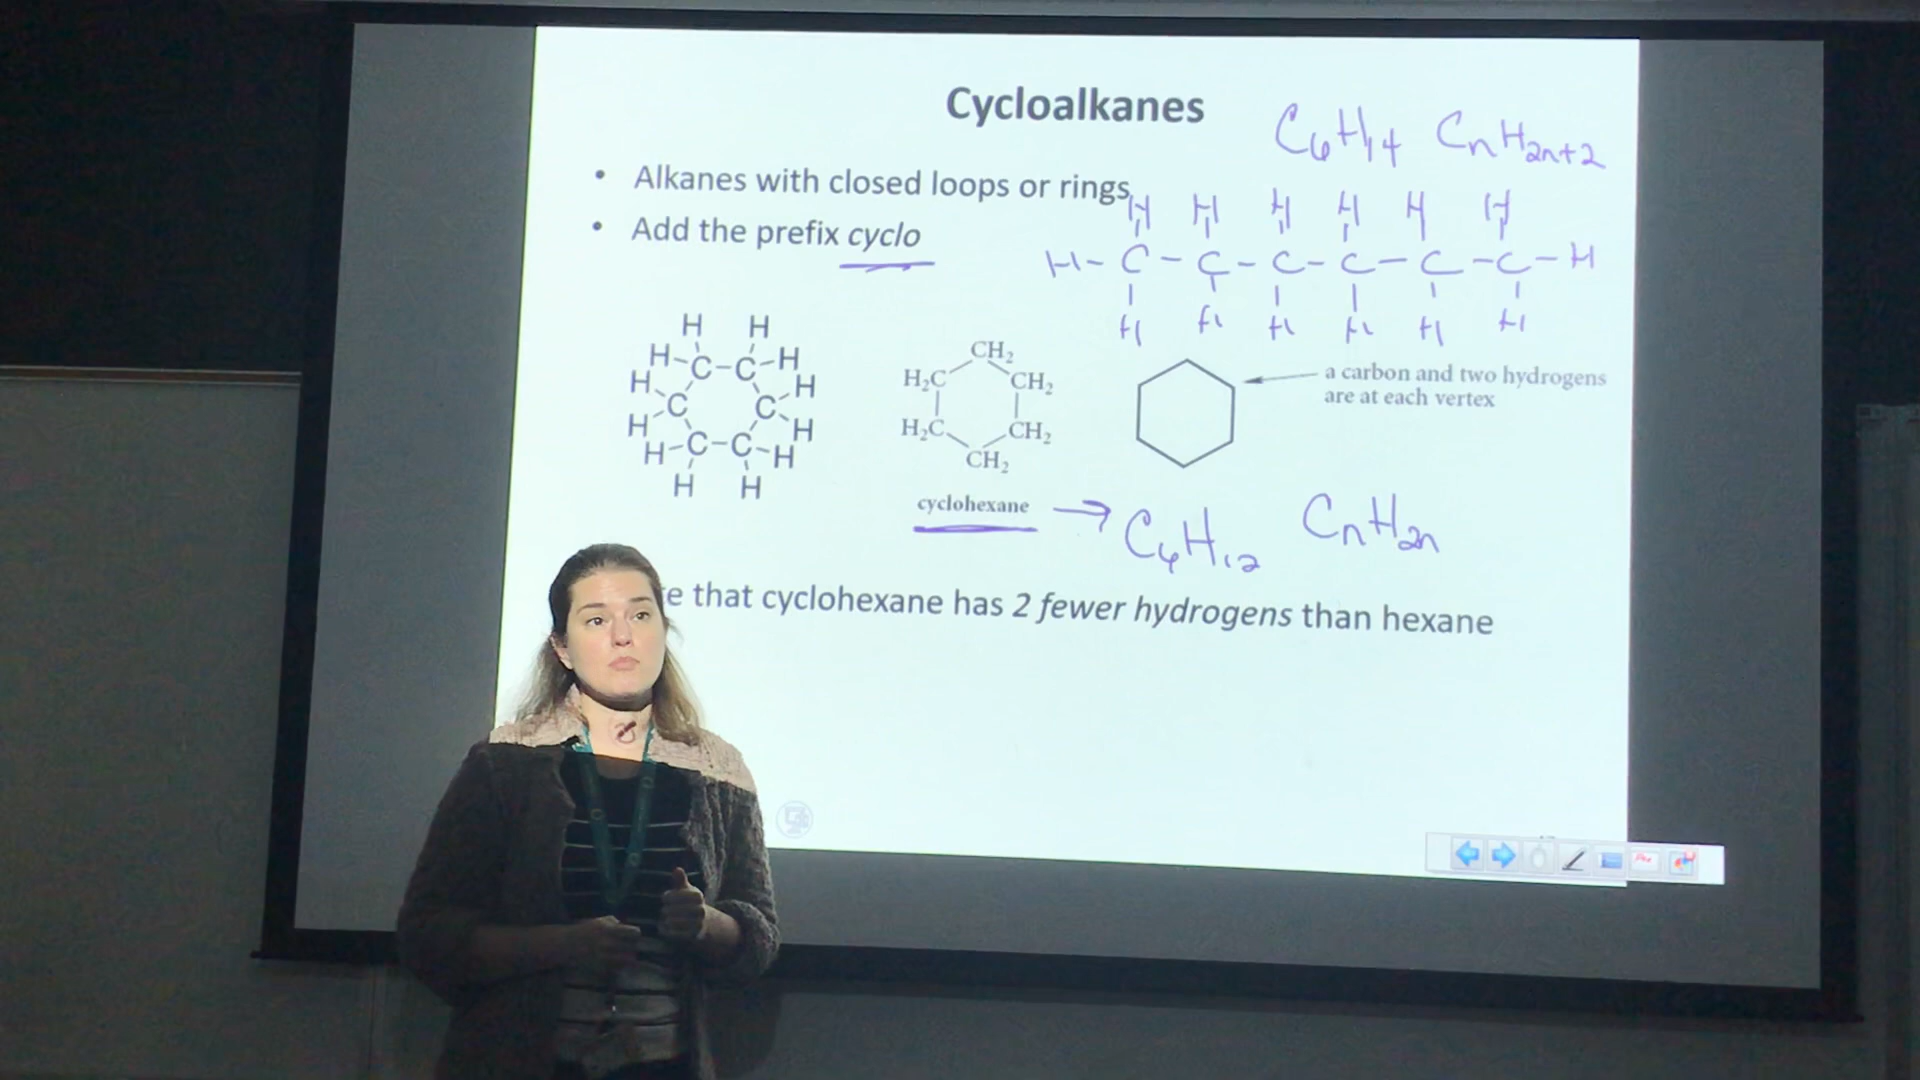 Cycloalkanes
C₆H₁₄ CₙH₂ₙ₊₂
• Alkanes with closed loops or rings
• Add the prefix cyclo
H H H H H H
H-C-C-C-C-C-C-H
H H H H H H
H H
H-C-C-H
H H
C C
H H
H-C-C-H
H H
CH₂
H₂C CH₂
H₂C CH₂
CH₂
a carbon and two hydrogens
are at each vertex
cyclohexane → C₆H₁₂ CₙH₂ₙ
that cyclohexane has 2 fewer hydrogens than hexane